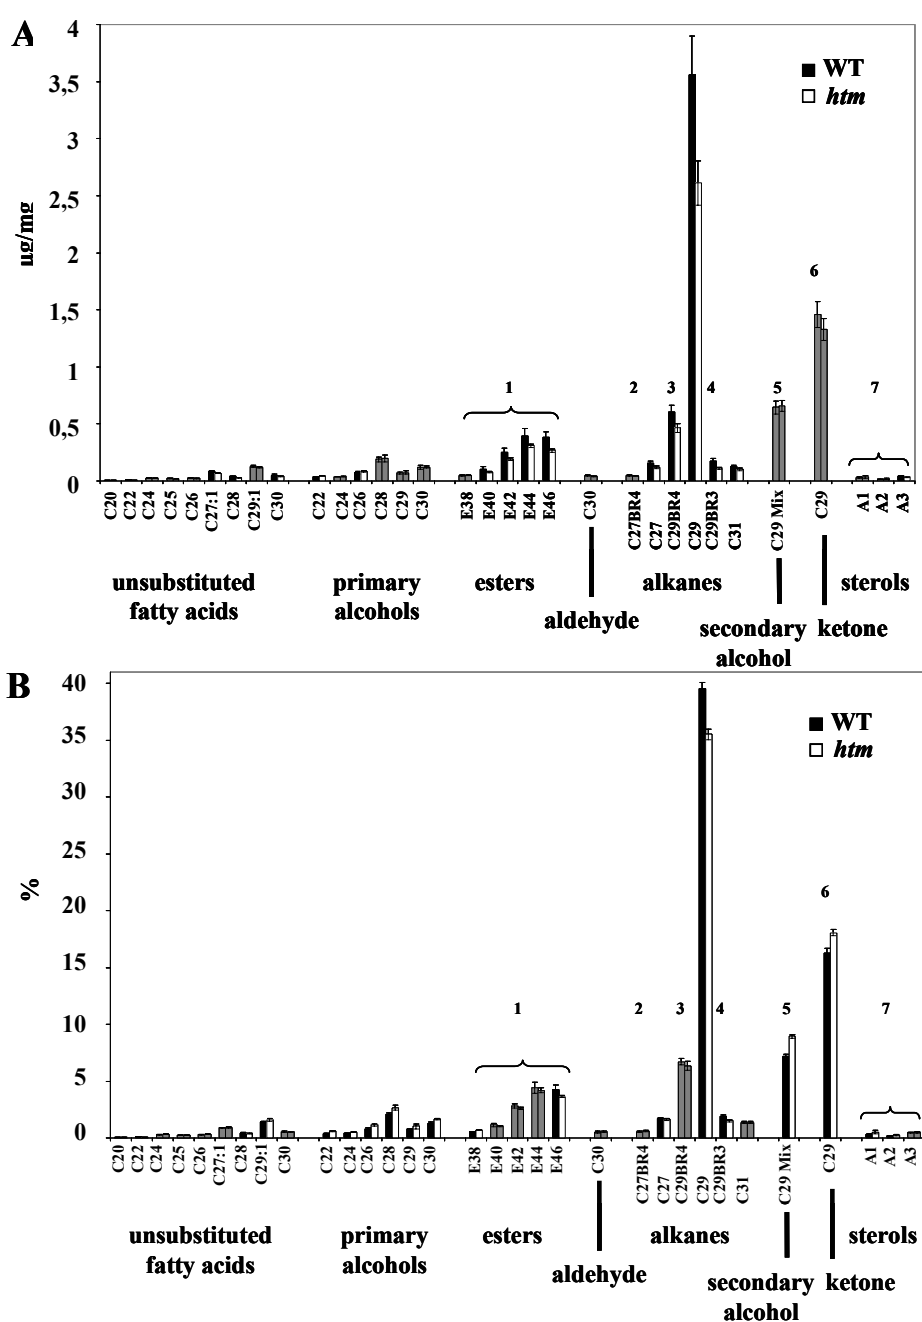 A
4
3,5
3
2,5
2
1,5
1
0,5
0
µg/mg
WT
htm
1
2
3
4
5
6
7
C20
C22
C24
C25
C26
C27:1
C28
C29:1
C30
C22
C24
C26
C28
C29
C30
E38
E40
E42
E44
E46
C30
C27BR4
C27
C29BR4
C29
C29BR3
C31
C29 Mix
C29
A1
A2
A3
unsubstituted
fatty acids
primary
alcohols
esters
aldehyde
alkanes
secondary
alcohol
ketone
sterols
B
40
35
30
25
20
15
10
5
0
%
WT
htm
1
2
3
4
5
6
7
C20
C22
C24
C25
C26
C27:1
C28
C29:1
C30
C22
C24
C26
C28
C29
C30
E38
E40
E42
E44
E46
C30
C27BR4
C27
C29BR4
C29
C29BR3
C31
C29 Mix
C29
A1
A2
A3
unsubstituted
fatty acids
primary
alcohols
esters
aldehyde
alkanes
secondary
alcohol
ketone
sterols